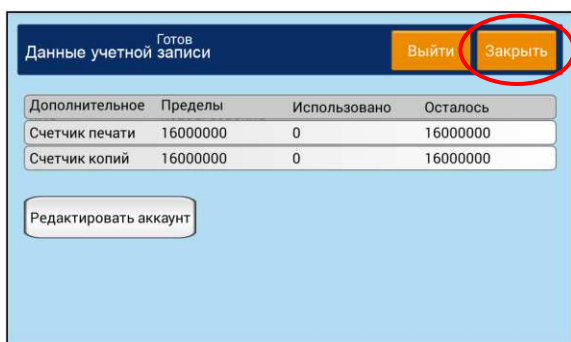 Готов
Данные учетной записи
Выйти
Закрыть
Дополнительное Пределы Использовано Осталось
Счетчик печати 16000000 0 16000000
Счетчик копий 16000000 0 16000000
Редактировать аккаунт